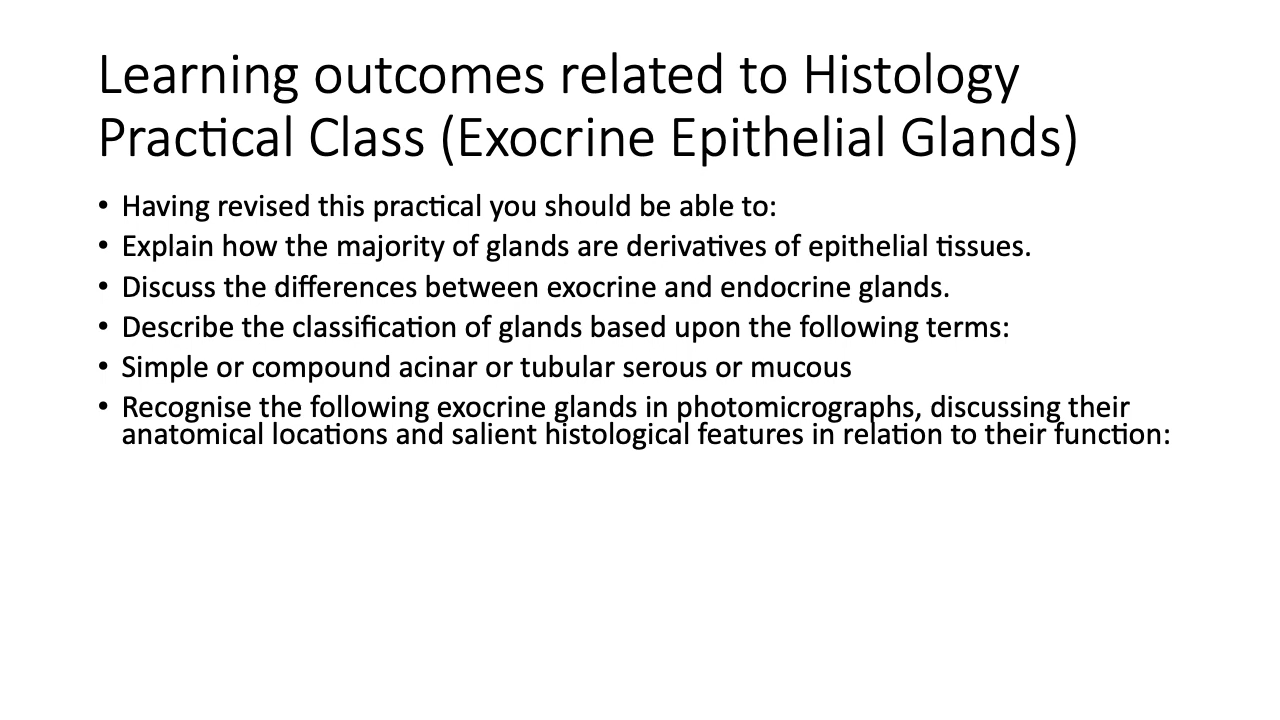 Learning outcomes related to Histology
Practical Class (Exocrine Epithelial Glands)
• Having revised this practical you should be able to:
• Explain how the majority of glands are derivatives of epithelial tissues.
• Discuss the differences between exocrine and endocrine glands.
• Describe the classification of glands based upon the following terms:
• Simple or compound acinar or tubular serous or mucous
• Recognise the following exocrine glands in photomicrographs, discussing their
anatomical locations and salient histological features in relation to their function: